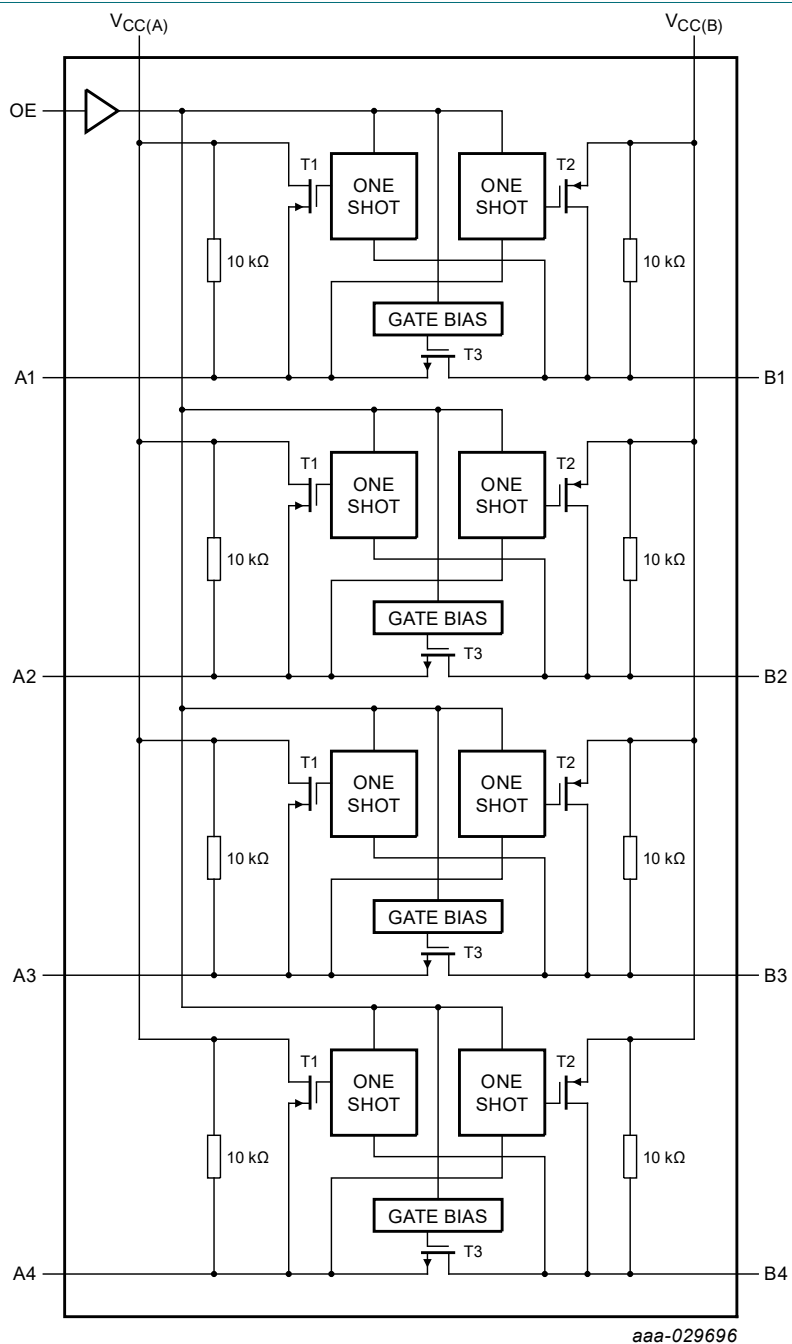 VCC(A) VCC(B)
OE
T1 ONE SHOT ONE SHOT T2
10 kΩ 10 kΩ
GATE BIAS
T3
A1 B1
T1 ONE SHOT ONE SHOT T2
10 kΩ 10 kΩ
GATE BIAS
T3
A2 B2
T1 ONE SHOT ONE SHOT T2
10 kΩ 10 kΩ
GATE BIAS
T3
A3 B3
T1 ONE SHOT ONE SHOT T2
10 kΩ 10 kΩ
GATE BIAS
T3
A4 B4
aaa-029696